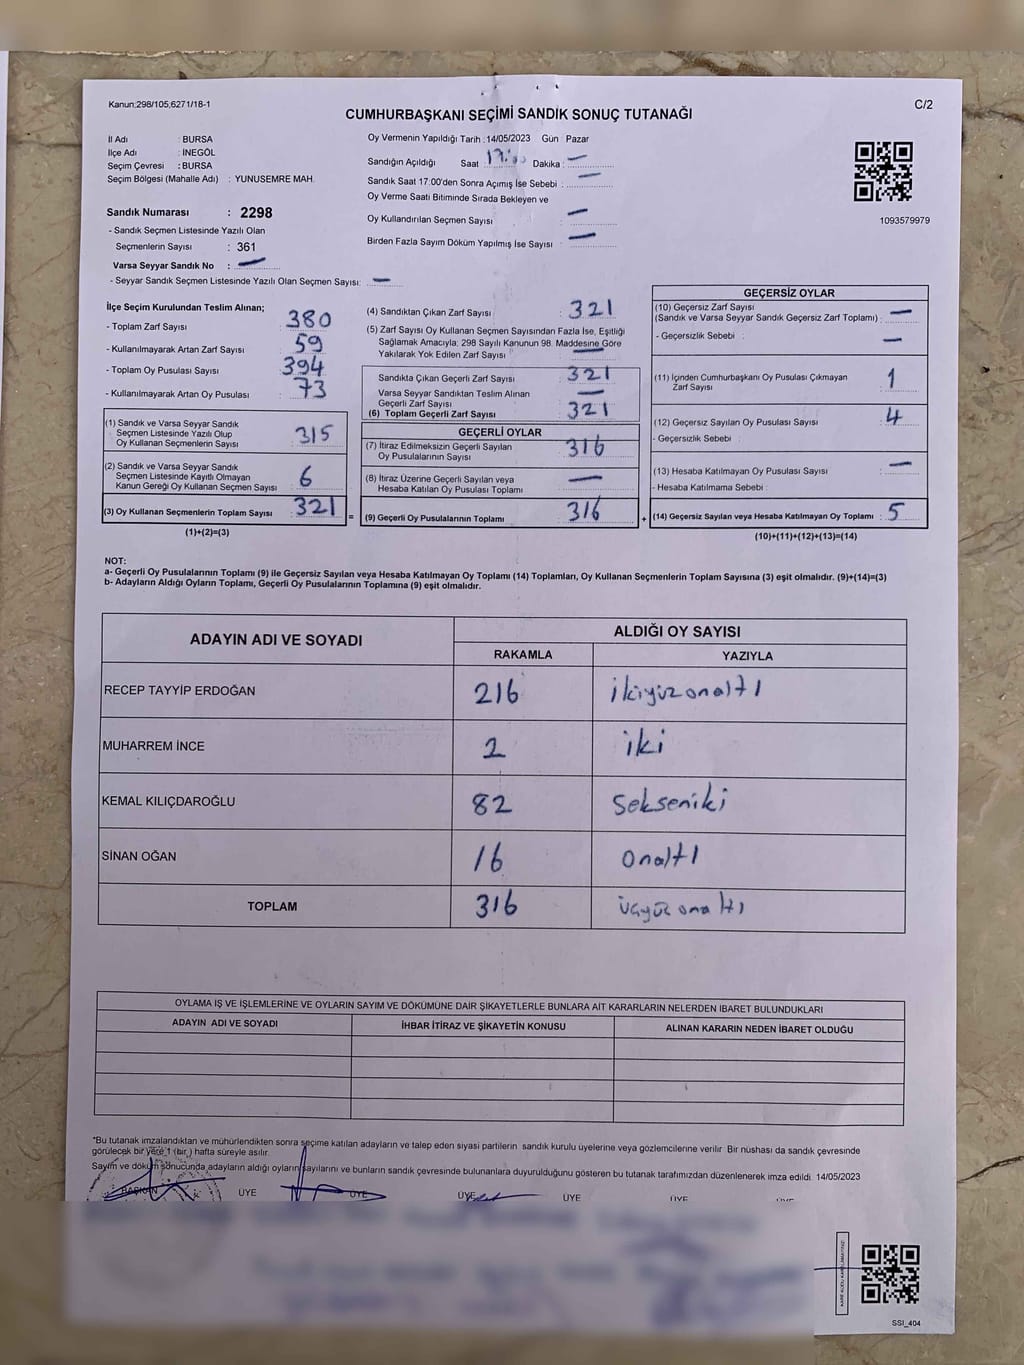 Kanun:298/105,6271/18-1
C/2
CUMHURBAŞKANI SEÇİMİ SANDIK SONUÇ TUTANAĞI
İl Adı : BURSA
İlçe Adı : İNEGÖL
Seçim Çevresi : BURSA
Seçim Bölgesi (Mahalle Adı) : YUNUSEMRE MAH.
Sandık Numarası : 2298
- Sandık Seçmen Listesinde Yazılı Olan
Seçmenlerin Sayısı : 361
Varsa Seyyar Sandık No : —
- Seyyar Sandık Seçmen Listesinde Yazılı Olan Seçmen Sayısı: —
Oy Vermenin Yapıldığı Tarih :14/05/2023 Gün Pazar
Sandığın Açıldığı Saat 17:00 Dakika : —
Sandık Saat 17:00'den Sonra Açımış İse Sebebi : —
Oy Verme Saati Bitiminde Sırada Bekleyen ve
Oy Kullandırılan Seçmen Sayısı : —
Birden Fazla Sayım Döküm Yapılmış İse Sayısı : —
1093579979
İlçe Seçim Kurulundan Teslim Alınan;
- Toplam Zarf Sayısı : 380
- Kullanılmayarak Artan Zarf Sayısı : 59
- Toplam Oy Pusulası Sayısı : 394
- Kullanılmayarak Artan Oy Pusulası : 73
(1) Sandık ve Varsa Seyyar Sandık
Seçmen Listesinde Yazılı Olup
Oy Kullanan Seçmenlerin Sayısı : 315
(2) Sandık ve Varsa Seyyar Sandık
Seçmen Listesinde Kayıtlı Olmayan
Kanun Gereği Oy Kullanan Seçmen Sayısı : 6
(3) Oy Kullanan Seçmenlerin Toplam Sayısı : 321 =
(1)+(2)=(3)
(4) Sandıktan Çıkan Zarf Sayısı : 321
(5) Zarf Sayısı Oy Kullanan Seçmen Sayısından Fazla İse, Eşitliği
Sağlamak Amacıyla; 298 Sayılı Kanunun 98. Maddesine Göre
Yakılarak Yok Edilen Zarf Sayısı : —
Sandıkta Çıkan Geçerli Zarf Sayısı : 321
Varsa Seyyar Sandıktan Teslim Alınan
Geçerli Zarf Sayısı : —
(6) Toplam Geçerli Zarf Sayısı : 321
GEÇERLİ OYLAR
(7) İtiraz Edilmeksizin Geçerli Sayılan
Oy Pusulalarının Sayısı : 316
(8) İtiraz Üzerine Geçerli Sayılan veya
Hesaba Katılan Oy Pusulası Toplamı : —
(9) Geçerli Oy Pusulalarının Toplamı : 316 +
GEÇERSİZ OYLAR
(10) Geçersiz Zarf Sayısı
(Sandık ve Varsa Seyyar Sandık Geçersiz Zarf Toplamı) : —
- Geçersizlik Sebebi : —
(11) İçinden Cumhurbaşkanı Oy Pusulası Çıkmayan
Zarf Sayısı : 1
(12) Geçersiz Sayılan Oy Pusulası Sayısı : 4
- Geçersizlik Sebebi :
(13) Hesaba Katılmayan Oy Pusulası Sayısı : —
- Hesaba Katılmama Sebebi :
(14) Geçersiz Sayılan veya Hesaba Katılmayan Oy Toplamı : 5
(10)+(11)+(12)+(13)=(14)
NOT:
a- Geçerli Oy Pusulalarının Toplamı (9) ile Geçersiz Sayılan veya Hesaba Katılmayan Oy Toplamı (14) Toplamları, Oy Kullanan Seçmenlerin Toplam Sayısına (3) eşit olmalıdır. (9)+(14)=(3)
b- Adayların Aldığı Oyların Toplamı, Geçerli Oy Pusulalarının Toplamına (9) eşit olmalıdır.
ADAYIN ADI VE SOYADI ALDIĞI OY SAYISI
RAKAMLA YAZIYLA
RECEP TAYYİP ERDOĞAN 216 ikiyüzonaltı
MUHARREM İNCE 2 iki
KEMAL KILIÇDAROĞLU 82 Sekseniki
SİNAN OĞAN 16 Onaltı
TOPLAM 316 üçyüzonaltı
OYLAMA İŞ VE İŞLEMLERİNE VE OYLARIN SAYIM VE DÖKÜMÜNE DAİR ŞİKAYETLERLE BUNLARA AİT KARARLARIN NELERDEN İBARET BULUNDUKLARI
ADAYIN ADI VE SOYADI İHBAR İTİRAZ VE ŞİKAYETİN KONUSU ALINAN KARARIN NEDEN İBARET OLDUĞU
*Bu tutanak imzalandıktan ve mühürlendikten sonra seçime katılan adayların ve talep eden siyasi partilerin sandık kurulu üyelerine veya gözlemcilerine verilir. Bir nüshası da sandık çevresinde
görülecek bir yere 1 (bir) hafta süreyle asılır.
Sayım ve döküm sonucunda adayların aldığı oyların sayılarını ve bunların sandık çevresinde bulunanlara duyurulduğunu gösteren bu tutanak tarafımızdan düzenlenerek imza edildi. 14/05/2023
BAŞKAN ÜYE ÜYE ÜYE ÜYE ÜYE ÜYE
SSI_404